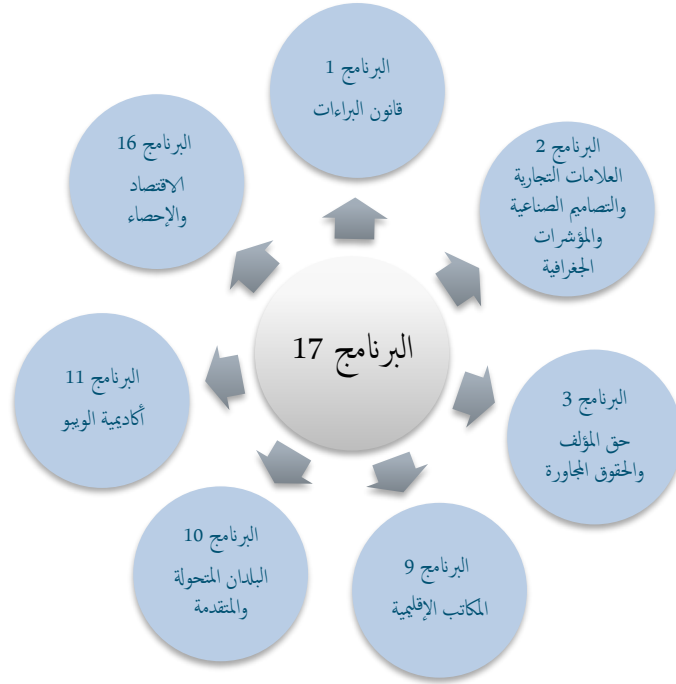 البرنامج 17
البرنامج 1
قانون البراءات
البرنامج 2
العلامات التجارية
والتصاميم الصناعية
والمؤشرات
الجغرافية
البرنامج 3
حق المؤلف
والحقوق المجاورة
البرنامج 9
المكاتب الإقليمية
البرنامج 10
البلدان المتحولة
والمتقدمة
البرنامج 11
أكاديمية الويبو
البرنامج 16
الاقتصاد
والإحصاء